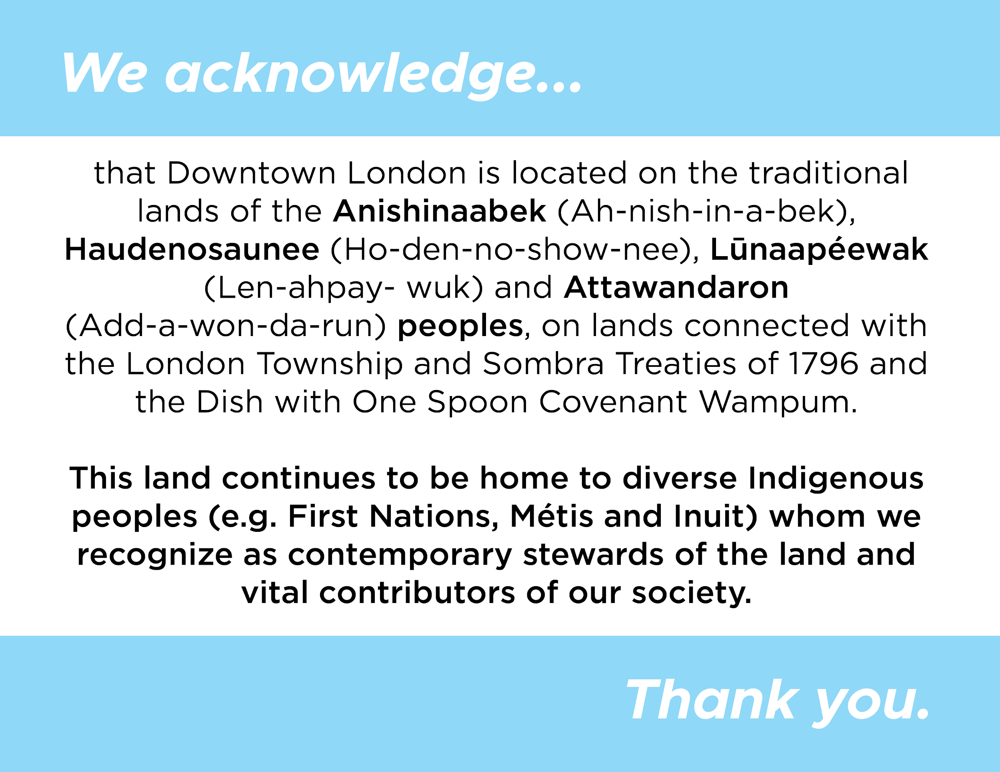 We acknowledge...
that Downtown London is located on the traditional
lands of the Anishinaabek (Ah-nish-in-a-bek),
Haudenosaunee (Ho-den-no-show-nee), Lūnaapéewak
(Len-ahpay- wuk) and Attawandaron
(Add-a-won-da-run) peoples, on lands connected with
the London Township and Sombra Treaties of 1796 and
the Dish with One Spoon Covenant Wampum.
This land continues to be home to diverse Indigenous
peoples (e.g. First Nations, Métis and Inuit) whom we
recognize as contemporary stewards of the land and
vital contributors of our society.
Thank you.